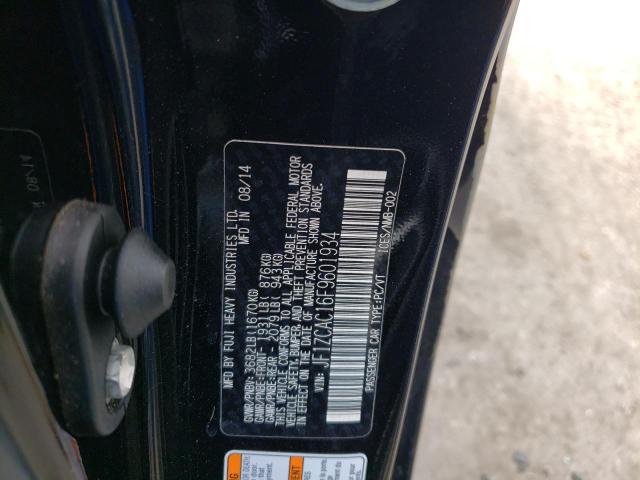 MFD BY FUJI HEAVY INDUSTRIES LTD.
MFD IN 08/14
GVWR/PNBV: 3682LB(1670KG)
GAWR/PNBE-FRONT- 1931LB( 876KG)
GAWR/PNBE-REAR - 2079LB( 943KG)
THIS VEHICLE CONFORMS TO ALL APPLICABLE FEDERAL MOTOR
VEHICLE SAFETY, BUMPER, AND THEFT PREVENTION STANDARDS
IN EFFECT ON THE DATE OF MANUFACTURE SHOWN ABOVE.
VIN: JF1ZCAC16F9601934
PASSENGER CAR TYPE:PC/VT ICES/NMB-002